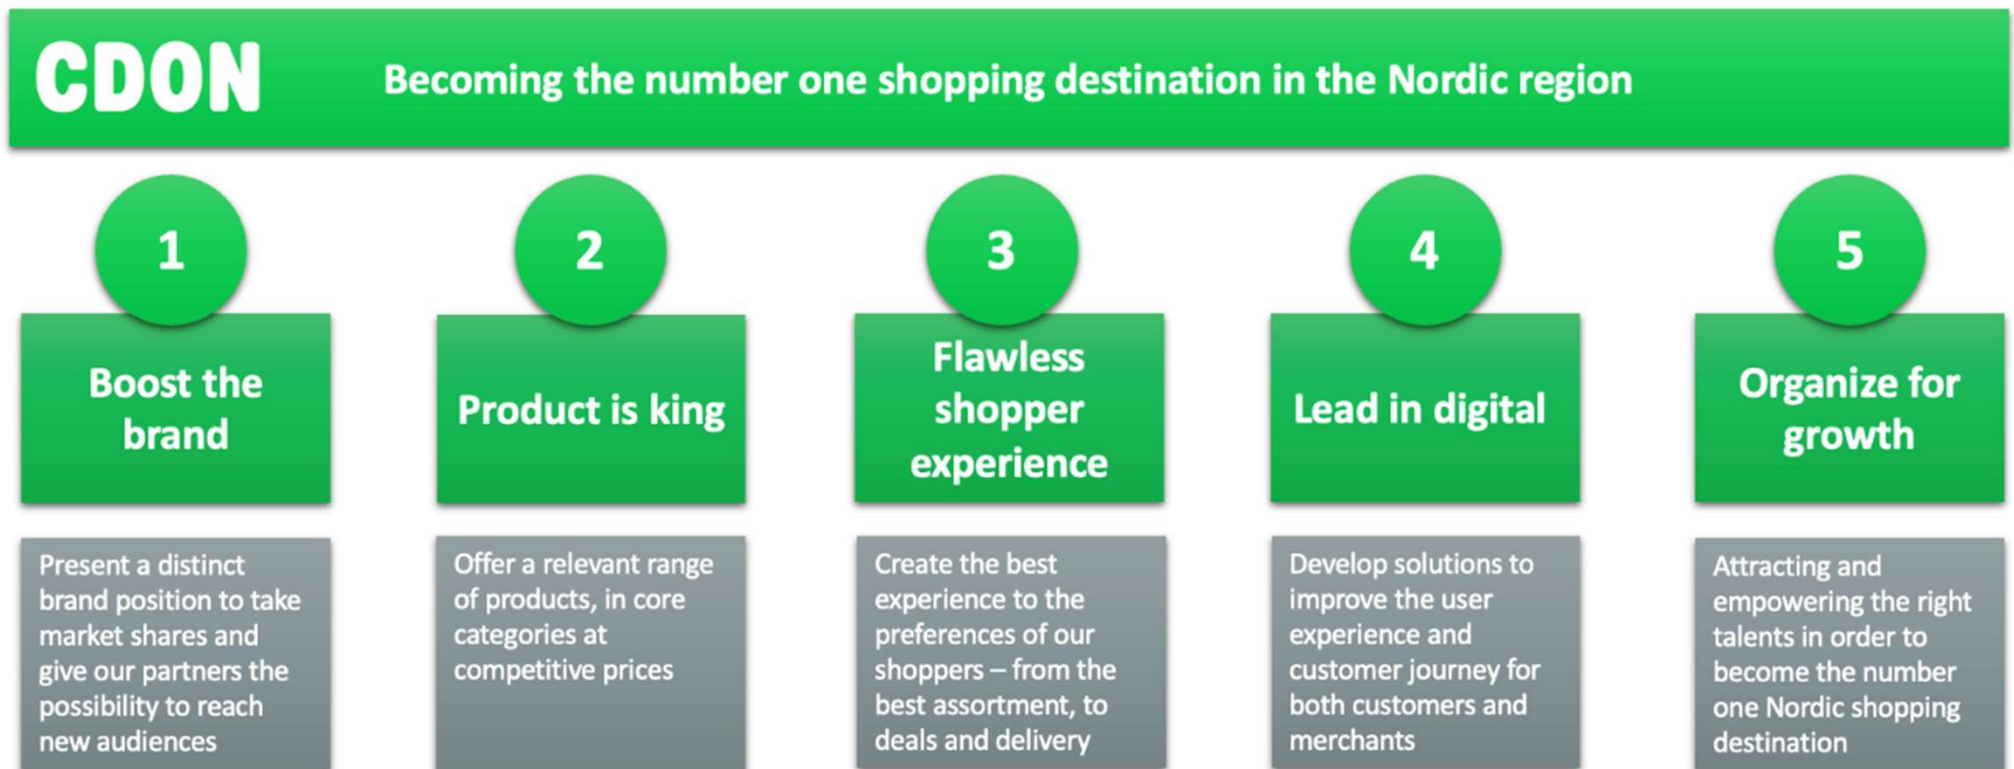 CDON
Becoming the number one shopping destination in the Nordic region
1
Boost the
brand
Present a distinct
brand position to take
market shares and
give our partners the
possibility to reach
new audiences
2
Product is king
Offer a relevant range
of products, in core
categories at
competitive prices
3
Flawless
shopper
experience
Create the best
experience to the
preferences of our
shoppers – from the
best assortment, to
deals and delivery
4
Lead in digital
Develop solutions to
improve the user
experience and
customer journey for
both customers and
merchants
5
Organize for
growth
Attracting and
empowering the right
talents in order to
become the number
one Nordic shopping
destination